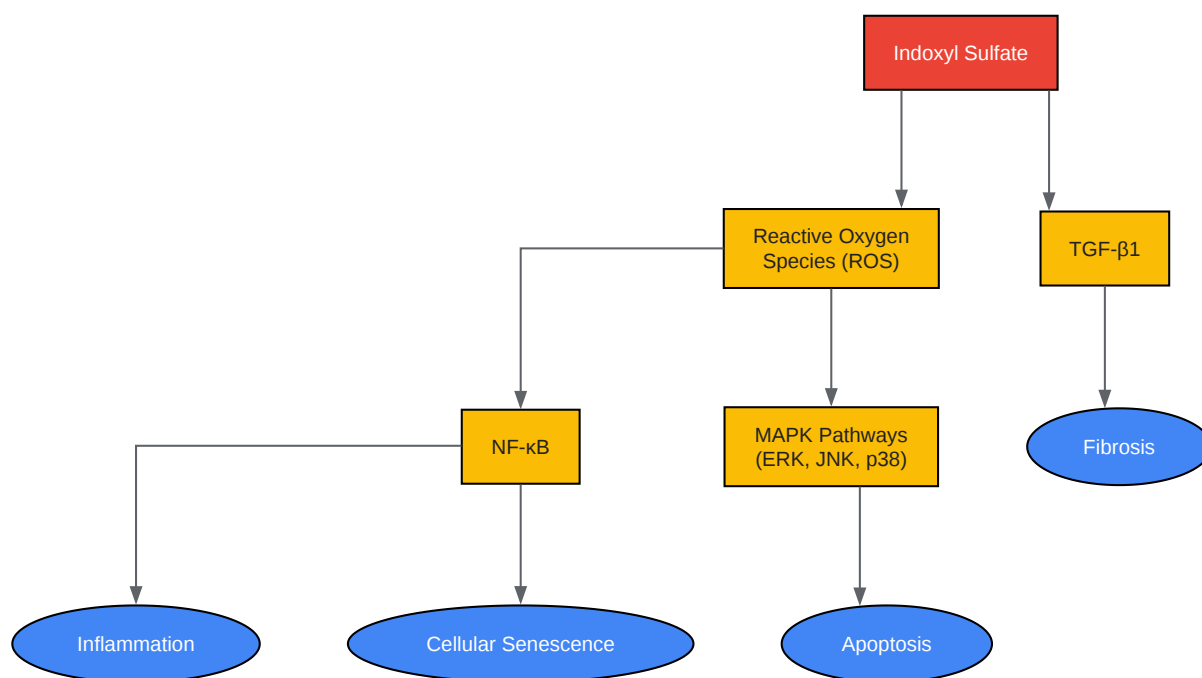 Indoxyl Sulfate
Reactive Oxygen
Species (ROS)
TGF-β1
NF-κB
MAPK Pathways
(ERK, JNK, p38)
Fibrosis
Inflammation
Cellular Senescence
Apoptosis